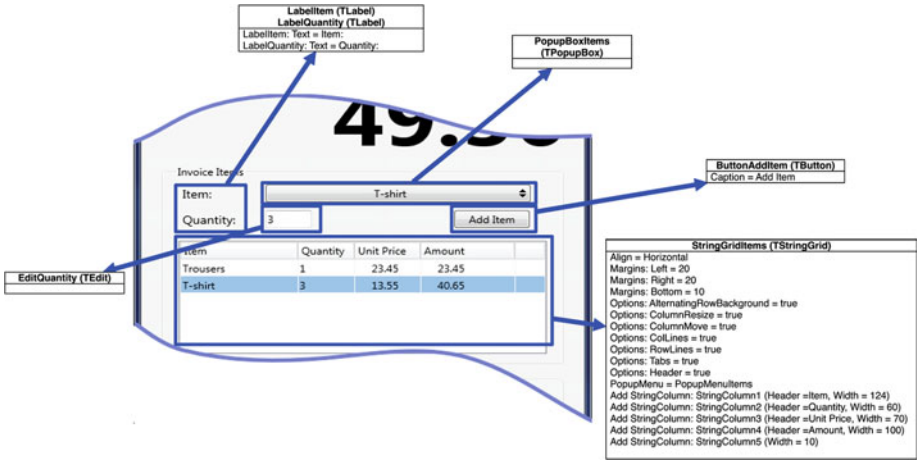 LabelItem (TLabel)
LabelQuantity (TLabel)
LabelItem: Text = Item:
LabelQuantity: Text = Quantity:
PopupBoxItems
(TPopupBox)
ButtonAddItem (TButton)
Caption = Add Item
Invoice Items
Item:
T-shirt
Quantity:
3
Add Item
Item Quantity Unit Price Amount
Trousers 1 23.45 23.45
T-shirt 3 13.55 40.65
EditQuantity (TEdit)
StringGridItems (TStringGrid)
Align = Horizontal
Margins: Left = 20
Margins: Right = 20
Margins: Bottom = 10
Options: AlternatingRowBackground = true
Options: ColumnResize = true
Options: ColumnMove = true
Options: ColLines = true
Options: RowLines = true
Options: Tabs = true
Options: Header = true
PopupMenu = PopupMenuItems
Add StringColumn: StringColumn1 (Header =Item, Width = 124)
Add StringColumn: StringColumn2 (Header =Quantity, Width = 60)
Add StringColumn: StringColumn3 (Header =Unit Price, Width = 70)
Add StringColumn: StringColumn4 (Header =Amount, Width = 100)
Add StringColumn: StringColumn5 (Width = 10)